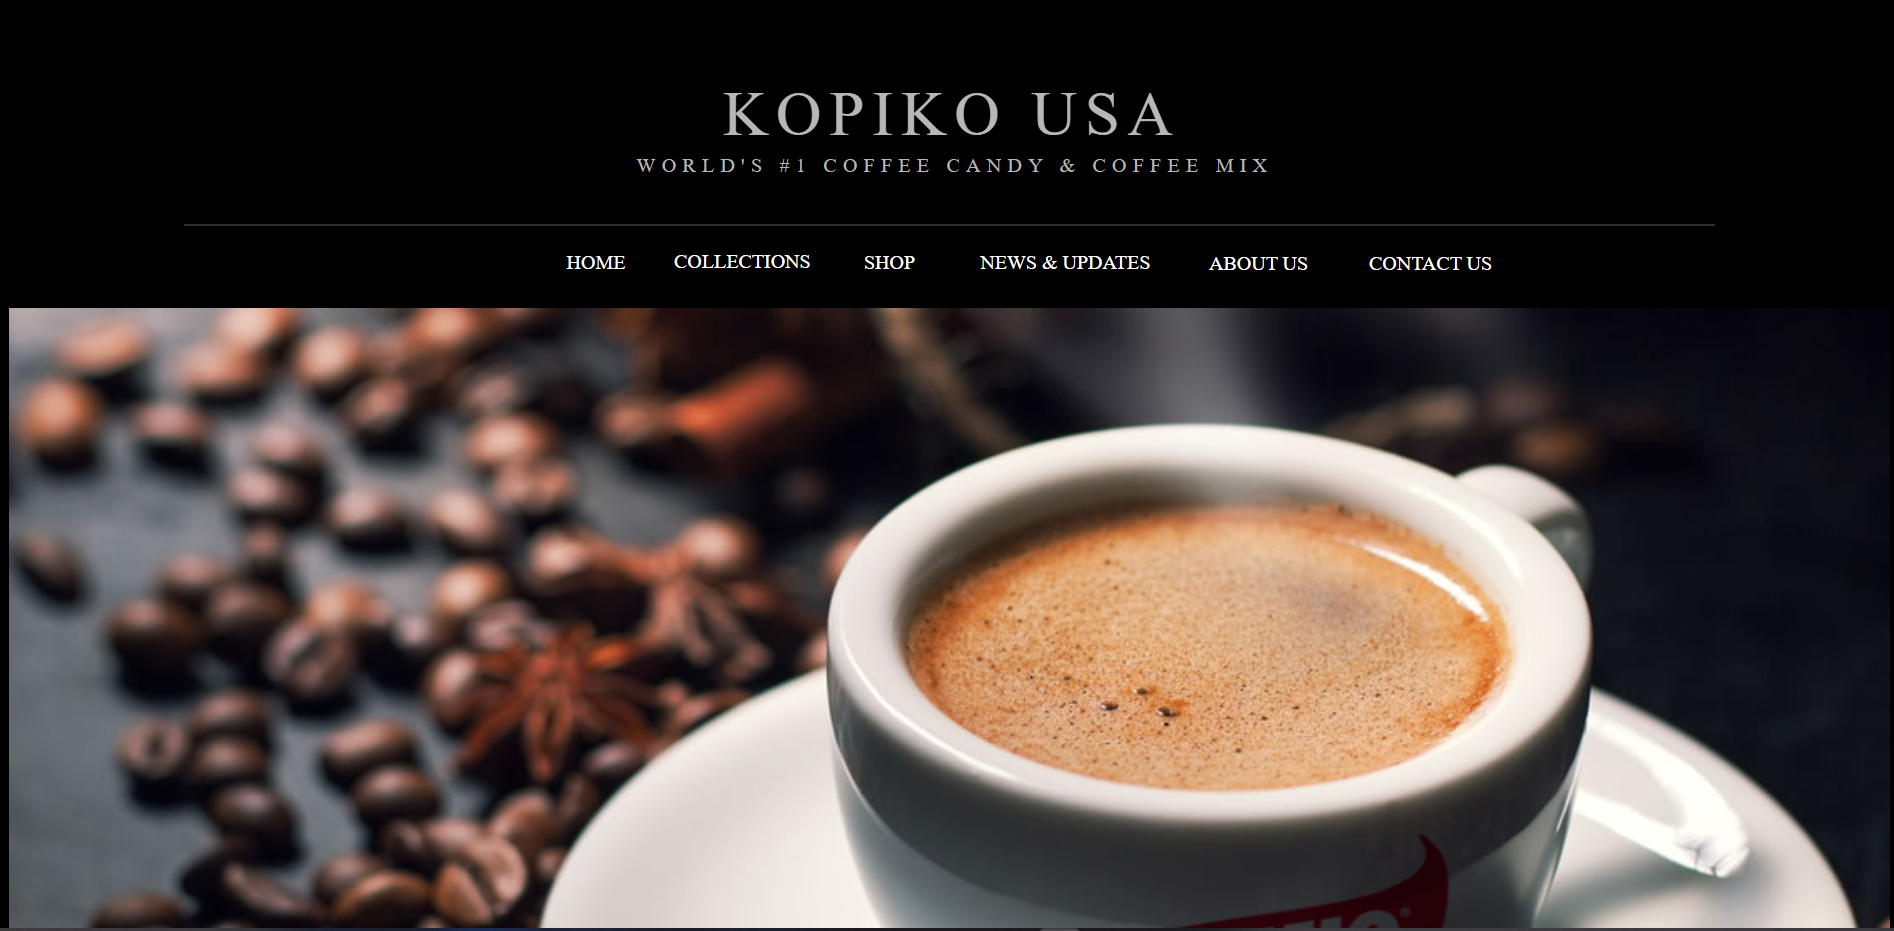 KOPIKO USA
WORLD'S #1 COFFEE CANDY & COFFEE MIX
HOME COLLECTIONS SHOP NEWS & UPDATES ABOUT US CONTACT US